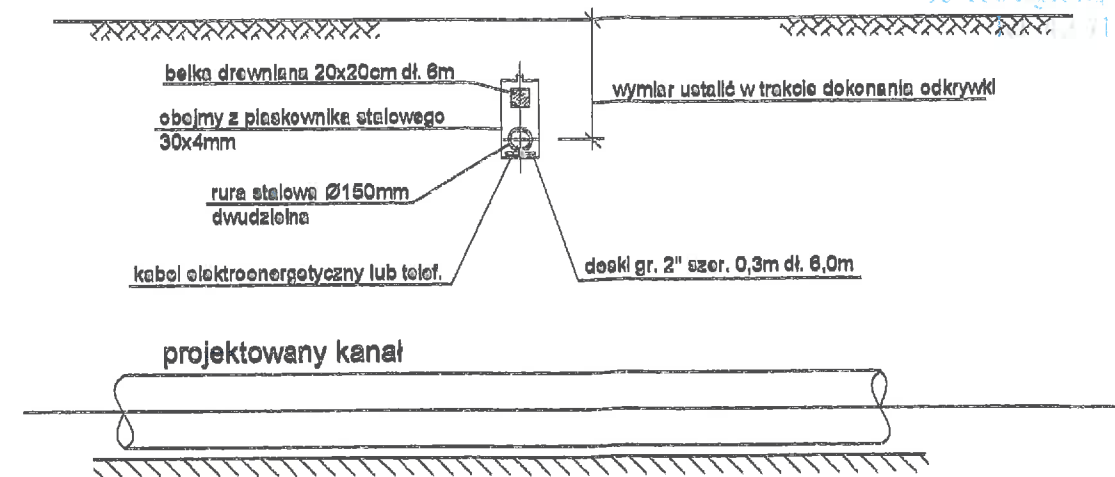 belka drewniana 20x20cm dł. 6m
wymiar ustalić w trakcie dokonania odkrywki
obejmy z płaskownika stalowego
30x4mm
rura stalowa Ø150mm
dwudzielna
kabel elektroenergetyczny lub telef.
deski gr. 2" szer. 0,3m dł. 6,0m
projektowany kanał